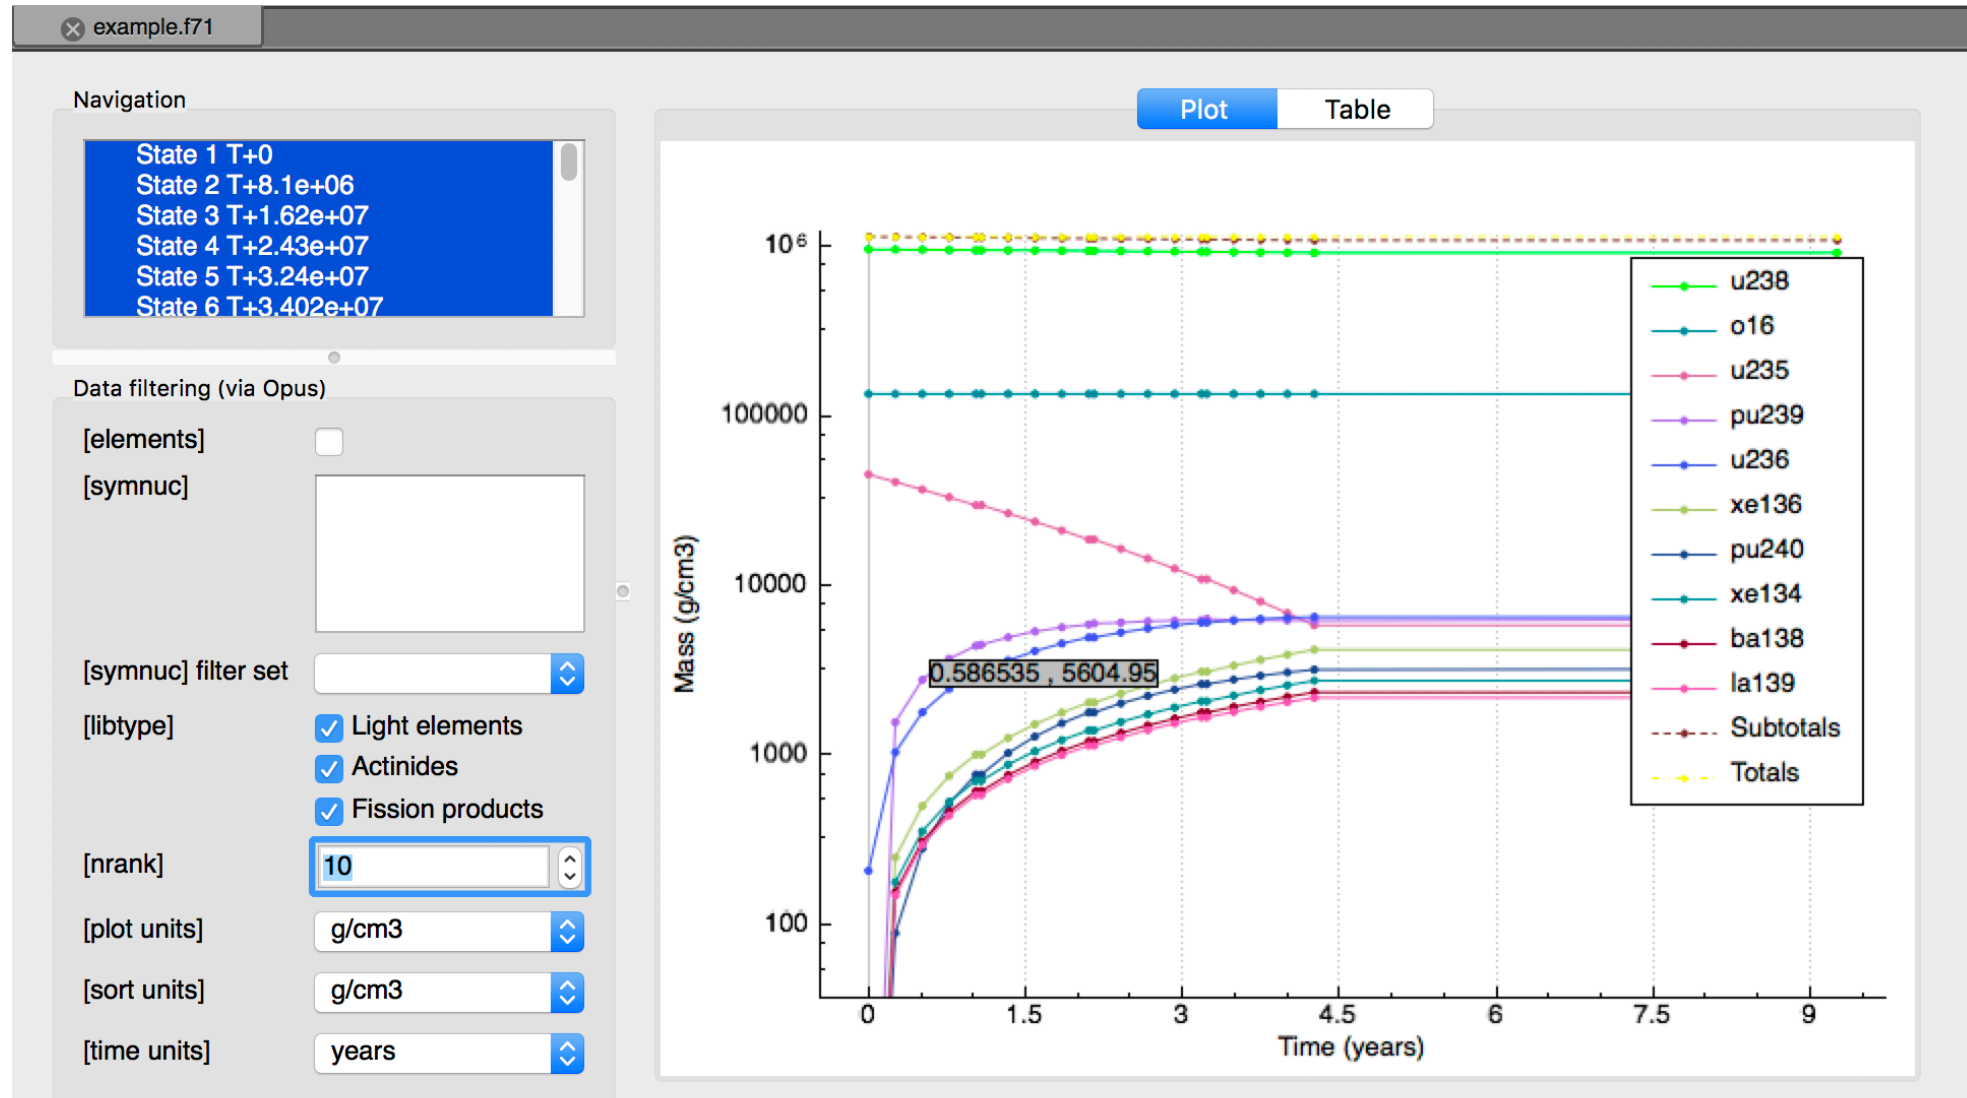 example.f71
Navigation
State 1 T+0
State 2 T+8.1e+06
State 3 T+1.62e+07
State 4 T+2.43e+07
State 5 T+3.24e+07
State 6 T+3.402e+07
Data filtering (via Opus)
[elements]
[symnuc]
[symnuc] filter set
[libtype]
Light elements
Actinides
Fission products
[nrank]
10
[plot units]
g/cm3
[sort units]
g/cm3
[time units]
years
Plot
Table
10^6
100000
10000
1000
100
Mass (g/cm3)
0.586535 , 5604.95
0
1.5
3
4.5
6
7.5
9
Time (years)
u238
o16
u235
pu239
u236
xe136
pu240
xe134
ba138
la139
Subtotals
Totals